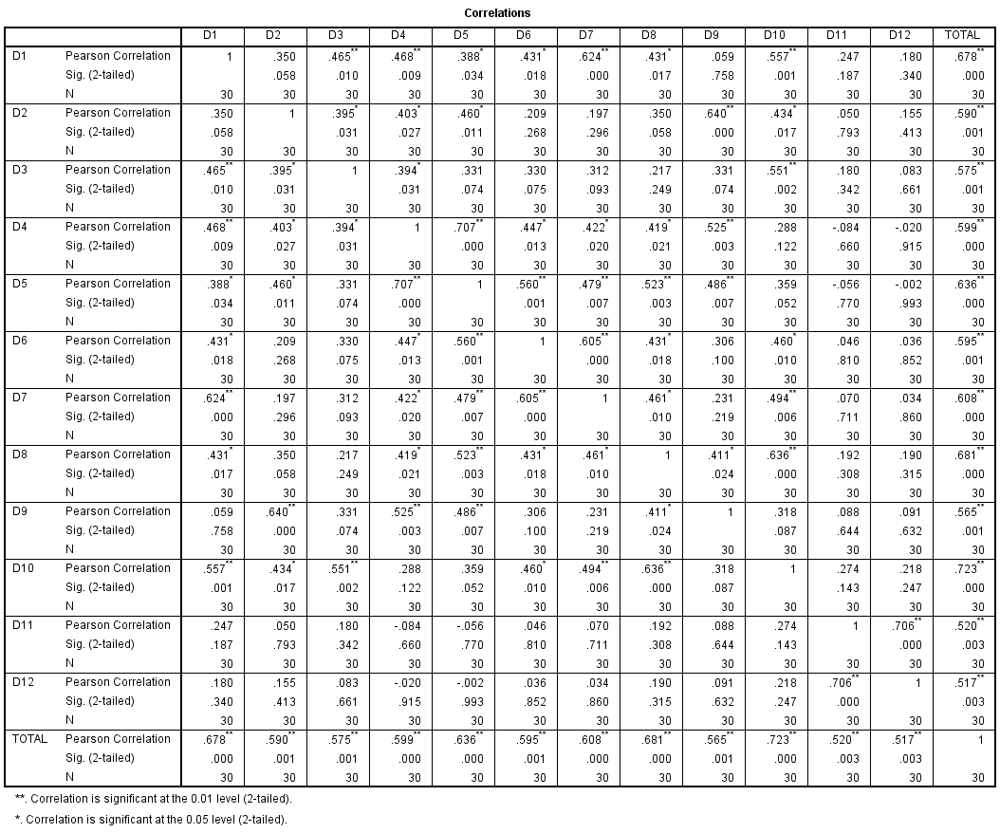 Correlations
D1 D2 D3 D4 D5 D6 D7 D8 D9 D10 D11 D12 TOTAL
D1 Pearson Correlation 1 .350 .465** .468** .388* .431* .624** .431* .059 .557** .247 .180 .678**
Sig. (2-tailed) .058 .010 .009 .034 .018 .000 .017 .758 .001 .187 .340 .000
N 30 30 30 30 30 30 30 30 30 30 30 30 30
D2 Pearson Correlation .350 1 .395* .403* .460* .209 .197 .350 .640** .434* .050 .155 .590**
Sig. (2-tailed) .058 .031 .027 .011 .268 .296 .058 .000 .017 .793 .413 .001
N 30 30 30 30 30 30 30 30 30 30 30 30 30
D3 Pearson Correlation .465** .395* 1 .394* .331 .330 .312 .217 .331 .551** .180 .083 .575**
Sig. (2-tailed) .010 .031 .031 .074 .075 .093 .249 .074 .002 .342 .661 .001
N 30 30 30 30 30 30 30 30 30 30 30 30 30
D4 Pearson Correlation .468** .403* .394* 1 .707** .447* .422* .419* .525** .288 -.084 -.020 .599**
Sig. (2-tailed) .009 .027 .031 .000 .013 .020 .021 .003 .122 .660 .915 .000
N 30 30 30 30 30 30 30 30 30 30 30 30 30
D5 Pearson Correlation .388* .460* .331 .707** 1 .560** .479** .523** .486** .359 -.056 -.002 .636**
Sig. (2-tailed) .034 .011 .074 .000 .001 .007 .003 .007 .052 .770 .993 .000
N 30 30 30 30 30 30 30 30 30 30 30 30 30
D6 Pearson Correlation .431* .209 .330 .447* .560** 1 .605** .431* .306 .460* .046 .036 .595**
Sig. (2-tailed) .018 .268 .075 .013 .001 .000 .018 .100 .010 .810 .852 .001
N 30 30 30 30 30 30 30 30 30 30 30 30 30
D7 Pearson Correlation .624** .197 .312 .422* .479** .605** 1 .461* .231 .494** .070 .034 .608**
Sig. (2-tailed) .000 .296 .093 .020 .007 .000 .010 .219 .006 .711 .860 .000
N 30 30 30 30 30 30 30 30 30 30 30 30 30
D8 Pearson Correlation .431* .350 .217 .419* .523** .431* .461* 1 .411* .636** .192 .190 .681**
Sig. (2-tailed) .017 .058 .249 .021 .003 .018 .010 .024 .000 .308 .315 .000
N 30 30 30 30 30 30 30 30 30 30 30 30 30
D9 Pearson Correlation .059 .640** .331 .525** .486** .306 .231 .411* 1 .318 .088 .091 .565**
Sig. (2-tailed) .758 .000 .074 .003 .007 .100 .219 .024 .087 .644 .632 .001
N 30 30 30 30 30 30 30 30 30 30 30 30 30
D10 Pearson Correlation .557** .434* .551** .288 .359 .460* .494** .636** .318 1 .274 .218 .723**
Sig. (2-tailed) .001 .017 .002 .122 .052 .010 .006 .000 .087 .143 .247 .000
N 30 30 30 30 30 30 30 30 30 30 30 30 30
D11 Pearson Correlation .247 .050 .180 -.084 -.056 .046 .070 .192 .088 .274 1 .706** .520**
Sig. (2-tailed) .187 .793 .342 .660 .770 .810 .711 .308 .644 .143 .000 .003
N 30 30 30 30 30 30 30 30 30 30 30 30 30
D12 Pearson Correlation .180 .155 .083 -.020 -.002 .036 .034 .190 .091 .218 .706** 1 .517**
Sig. (2-tailed) .340 .413 .661 .915 .993 .852 .860 .315 .632 .247 .000 .003
N 30 30 30 30 30 30 30 30 30 30 30 30 30
TOTAL Pearson Correlation .678** .590** .575** .599** .636** .595** .608** .681** .565** .723** .520** .517** 1
Sig. (2-tailed) .000 .001 .001 .000 .000 .001 .000 .000 .001 .000 .003 .003
N 30 30 30 30 30 30 30 30 30 30 30 30 30
**. Correlation is significant at the 0.01 level (2-tailed).
*. Correlation is significant at the 0.05 level (2-tailed).